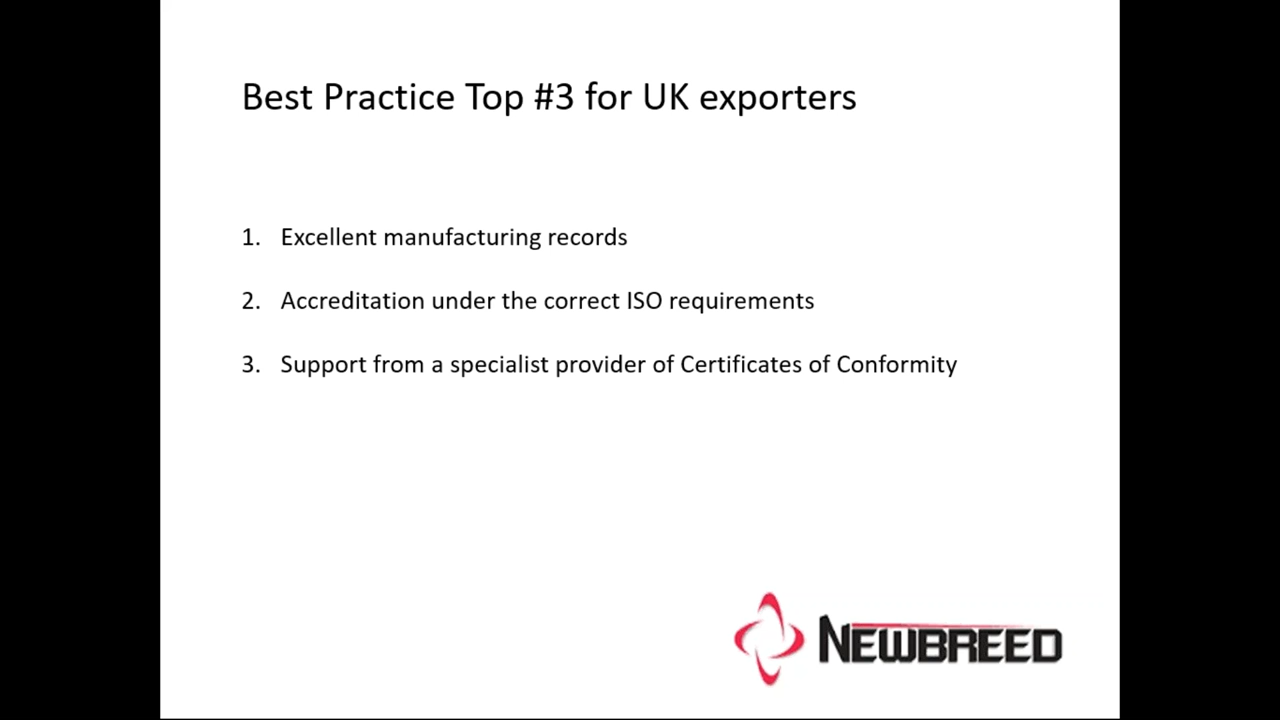 Best Practice Top #3 for UK exporters
1. Excellent manufacturing records
2. Accreditation under the correct ISO requirements
3. Support from a specialist provider of Certificates of Conformity
NEWBREED